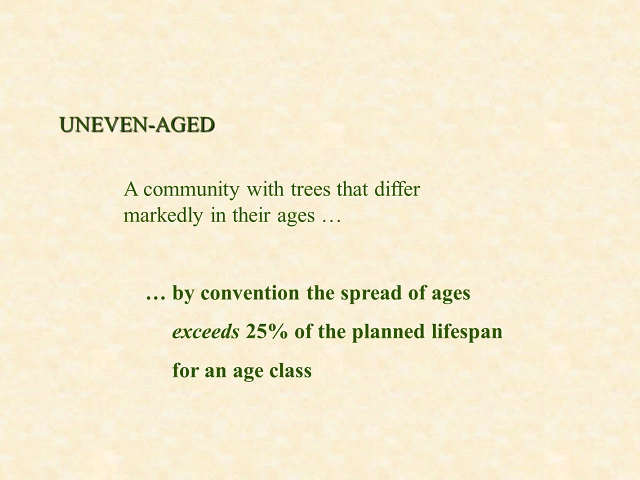 UNEVEN-AGED
A community with trees that differ
markedly in their ages …
… by convention the spread of ages
exceeds 25% of the planned lifespan
for an age class